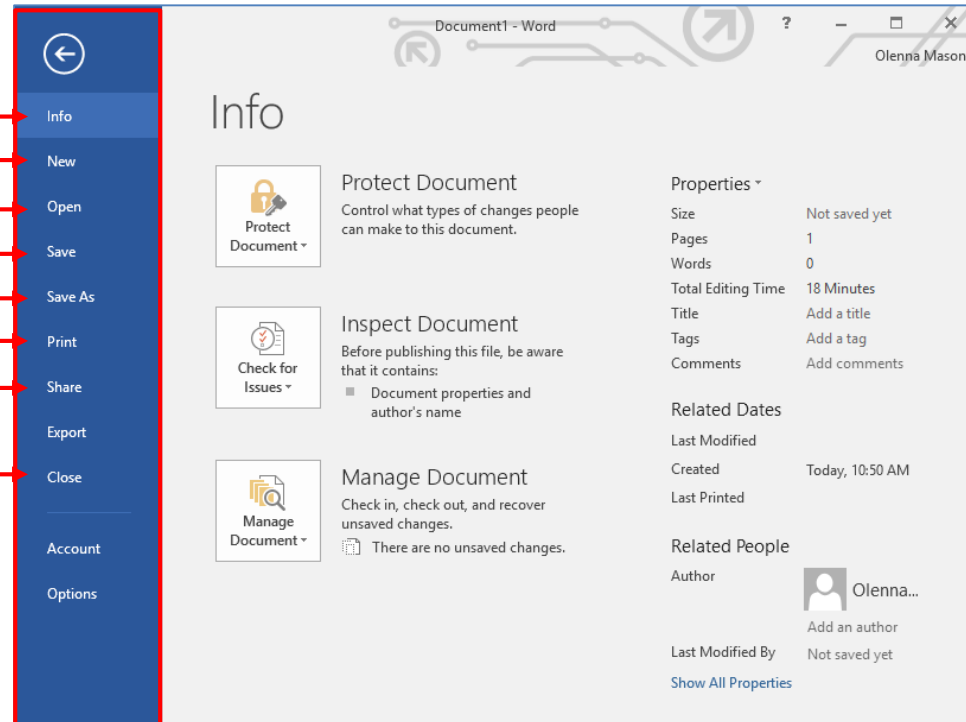 Document1 - Word
?
Olenna Mason
Info
New
Open
Save
Save As
Print
Share
Export
Close
Account
Options
Info
Protect
Document
Protect Document
Control what types of changes people
can make to this document.
Check for
Issues
Inspect Document
Before publishing this file, be aware
that it contains:
Document properties and
author's name
Manage
Document
Manage Document
Check in, check out, and recover
unsaved changes.
There are no unsaved changes.
Properties
Size Not saved yet
Pages 1
Words 0
Total Editing Time 18 Minutes
Title Add a title
Tags Add a tag
Comments Add comments
Related Dates
Last Modified
Created Today, 10:50 AM
Last Printed
Related People
Author Olenna...
Add an author
Last Modified By Not saved yet
Show All Properties